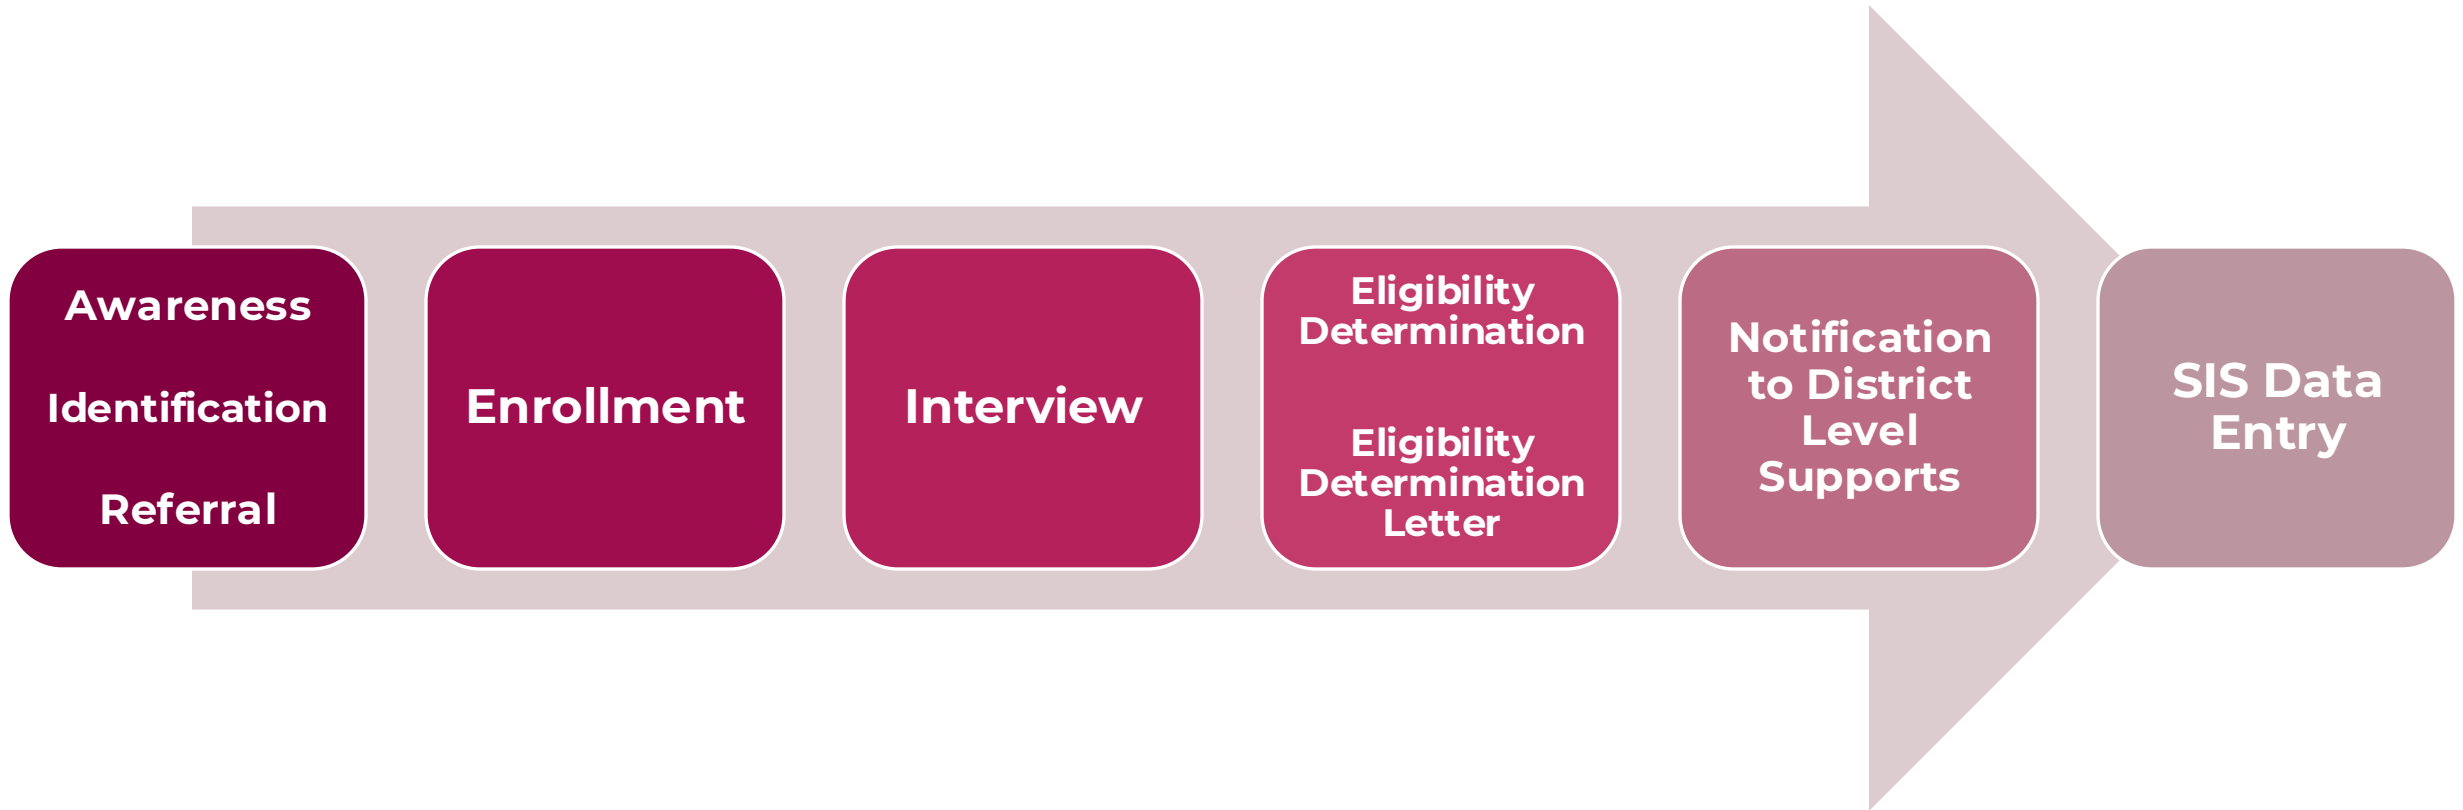 Awareness
Identification
Referral
Enrollment
Interview
Eligibility
Determination
Eligibility
Determination
Letter
Notification
to District
Level
Supports
SIS Data
Entry